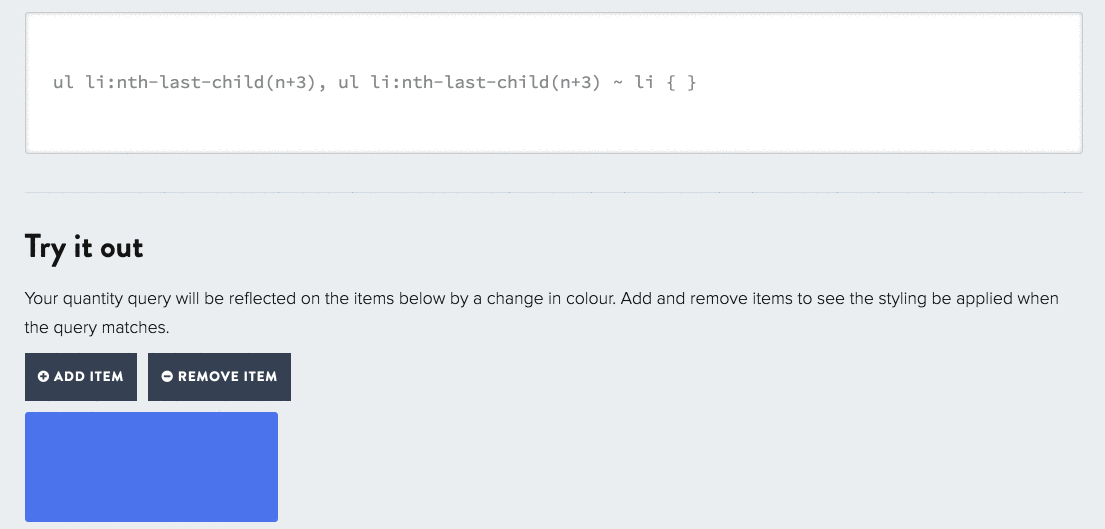 ul li:nth-last-child(n+3), ul li:nth-last-child(n+3) ~ li { }
Try it out
Your quantity query will be reflected on the items below by a change in colour. Add and remove items to see the styling be applied when
the query matches.
ADD ITEM REMOVE ITEM